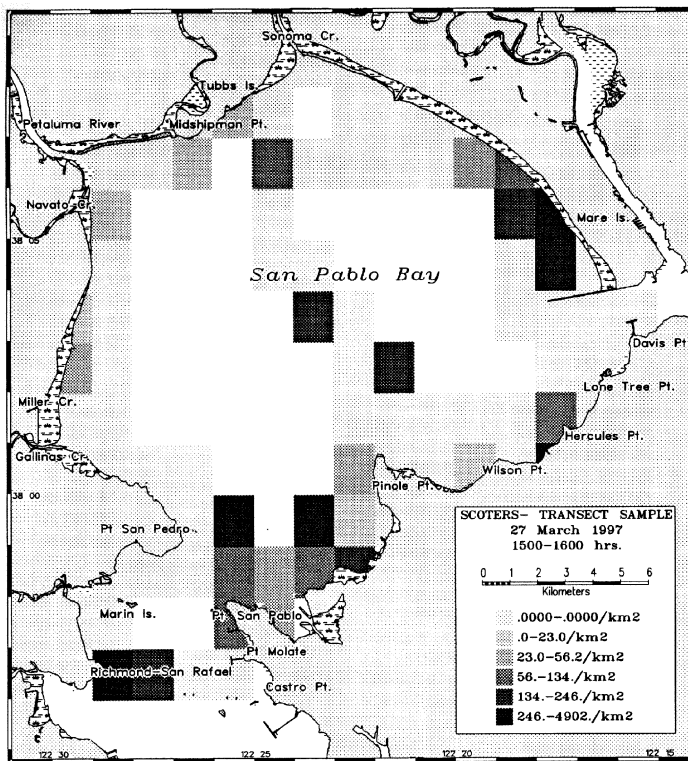 Sonoma Cr.
Tubbs Is.
Petaluma River
Midshipman Pt.
Navato Cr.
Mare Is.
38 05
San Pablo Bay
Davis Pt
Lone Tree Pt.
Miller Cr.
Hercules Pt.
Gallinas Cr.
Wilson Pt.
Pinole Pt.
38 00
SCOTERS- TRANSECT SAMPLE
27 March 1997
1500-1600 hrs.
Pt San Pedro
0 1 2 3 4 5 6
Kilometers
Marin Is.
Pt San Pablo
.0000-.0000/km2
.0-23.0/km2
23.0-56.2/km2
56.-134./km2
134.-246./km2
246.-4902./km2
Pt Molate
Richmond-San Rafael
Castro Pt.
122 30
122 25
122 20
122 15